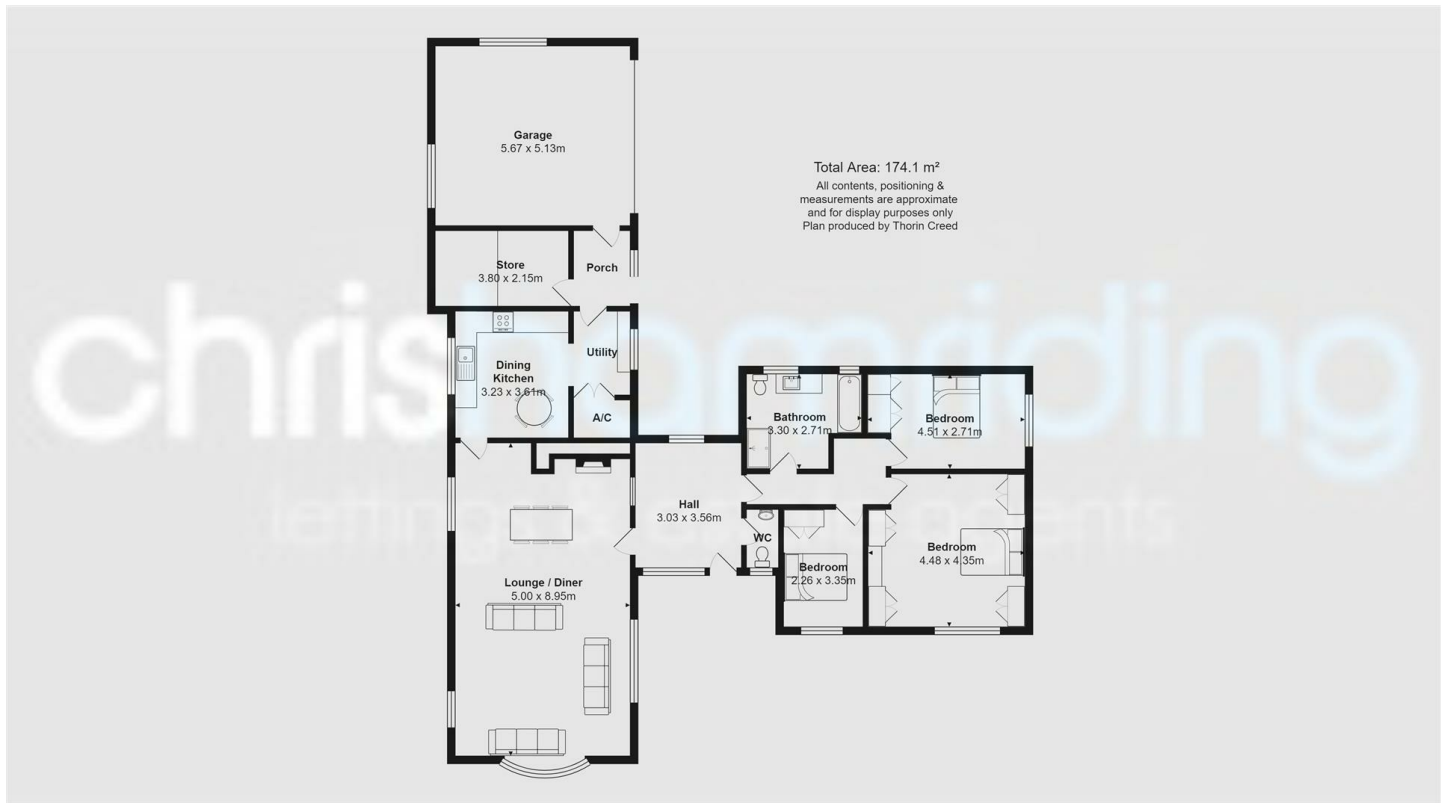 Garage
5.67 x 5.13m
Total Area: 174.1 m²
All contents, positioning &
measurements are approximate
and for display purposes only
Plan produced by Thorin Creed
Store
3.80 x 2.15m
Porch
Utility
Dining
Kitchen
3.23 x 3.61m
A/C
Bathroom
3.30 x 2.71m
Bedroom
4.51 x 2.71m
Hall
3.03 x 3.56m
WC
Bedroom
2.26 x 3.35m
Bedroom
4.48 x 4.35m
Lounge / Diner
5.00 x 8.95m
chrishamriding